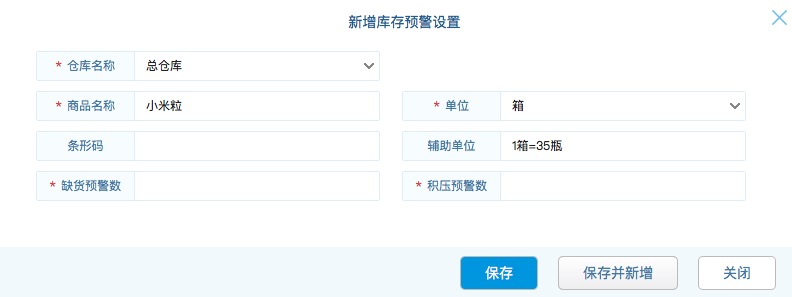 新增库存预警设置
* 仓库名称 总仓库
* 商品名称 小米粒 * 单位 箱
条形码 辅助单位 1箱=35瓶
* 缺货预警数 * 积压预警数
保存 保存并新增 关闭